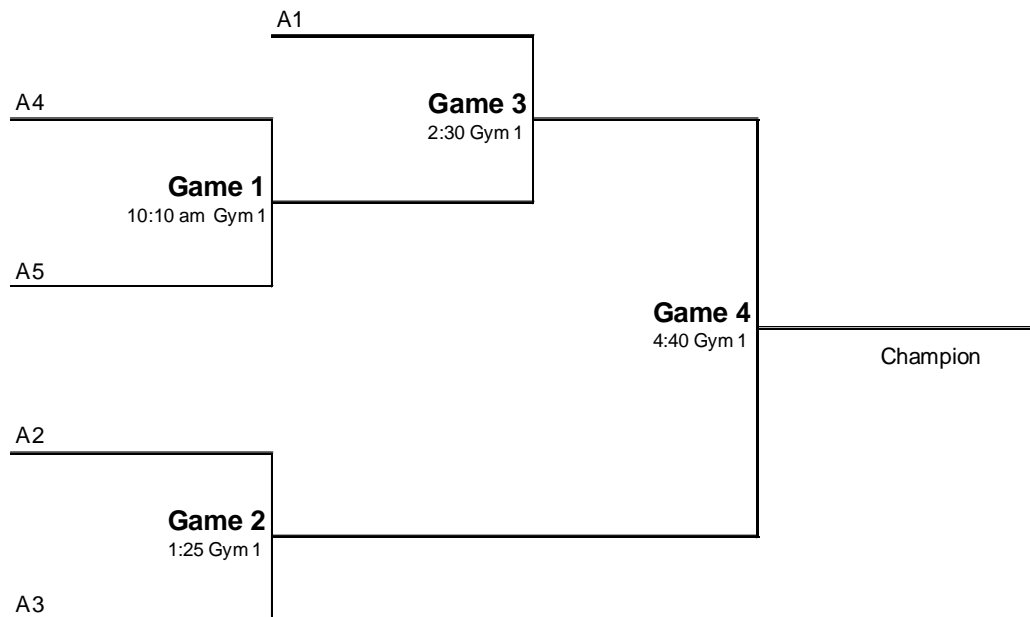 A1
A4
Game 3
2:30 Gym 1
Game 1
10:10 am Gym 1
A5
Game 4
4:40 Gym 1
Champion
A2
Game 2
1:25 Gym 1
A3